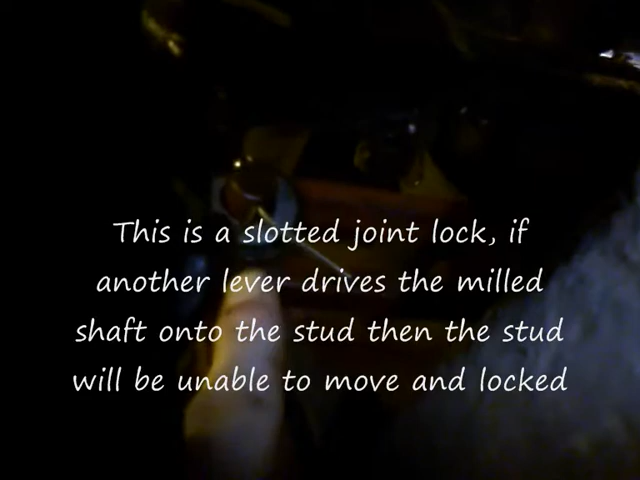 This is a slotted joint lock, if
another lever drives the milled
shaft onto the stud then the stud
will be unable to move and locked